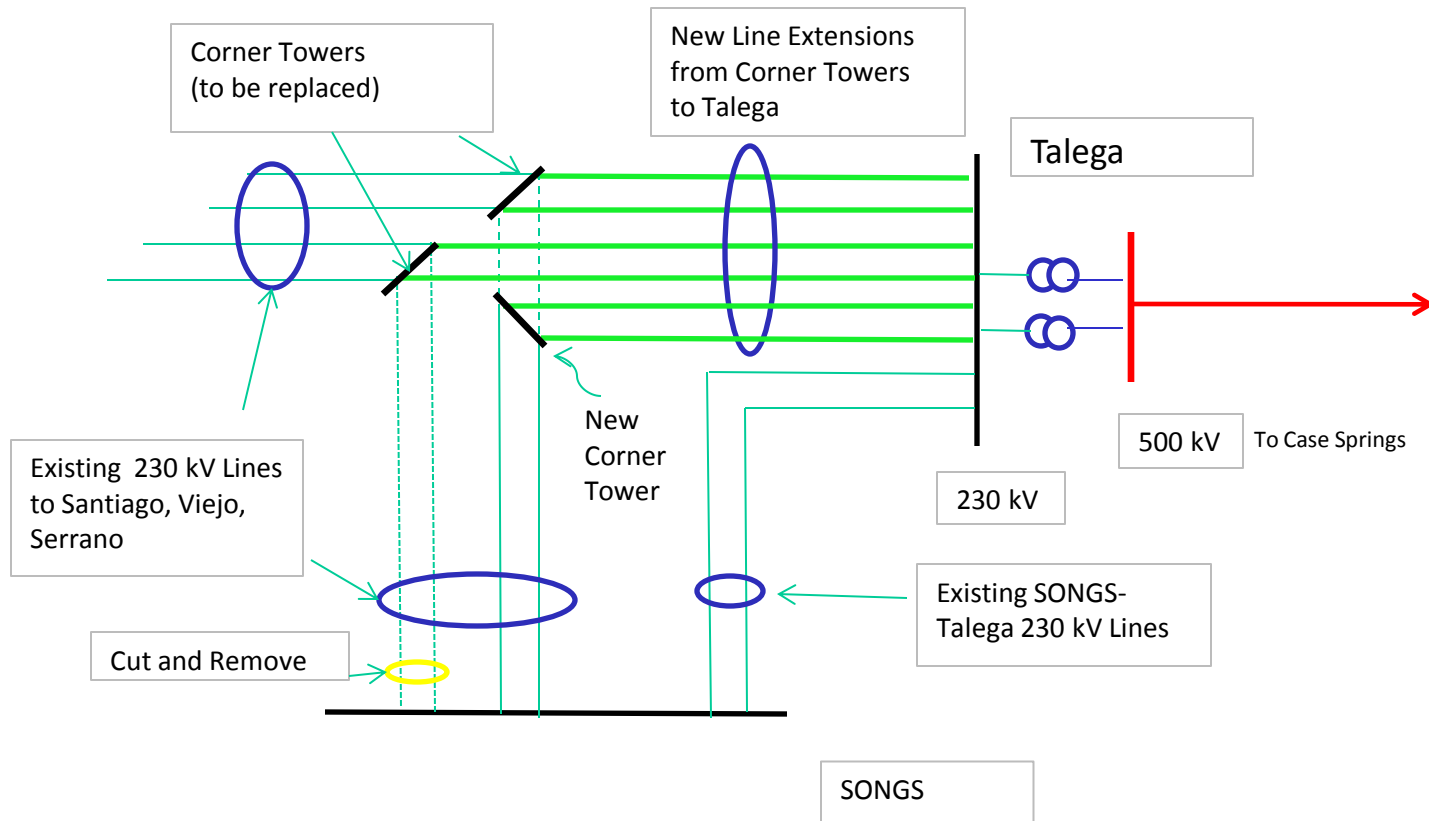 Corner Towers
(to be replaced)
New Line Extensions
from Corner Towers
to Talega
Talega
New
Corner
Tower
500 kV
To Case Springs
Existing 230 kV Lines
to Santiago, Viejo,
Serrano
230 kV
Existing SONGS-
Talega 230 kV Lines
Cut and Remove
SONGS